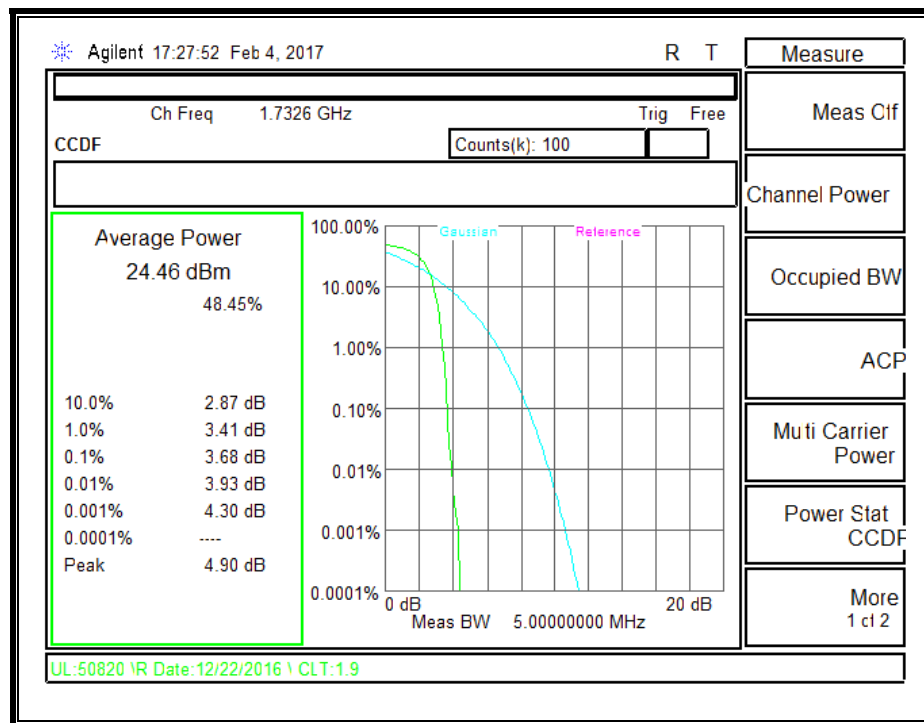 Agilent 17:27:52 Feb 4, 2017 R T
Measure
Ch Freq 1.7326 GHz Trig Free
Meas Off
CCDF Counts(k): 100
Channel Power
Average Power
24.46 dBm
48.45%
10.0% 2.87 dB
1.0% 3.41 dB
0.1% 3.68 dB
0.01% 3.93 dB
0.001% 4.30 dB
0.0001% ----
Peak 4.90 dB
Gaussian Reference
100.00%
10.00%
1.00%
0.10%
0.01%
0.001%
0.0001%
0 dB 20 dB
Meas BW 5.00000000 MHz
Occupied BW
ACP
Multi Carrier
Power
Power Stat
CCDF
More
1 of 2
UL:50820 \R Date:12/22/2016 \ CLT:1.9